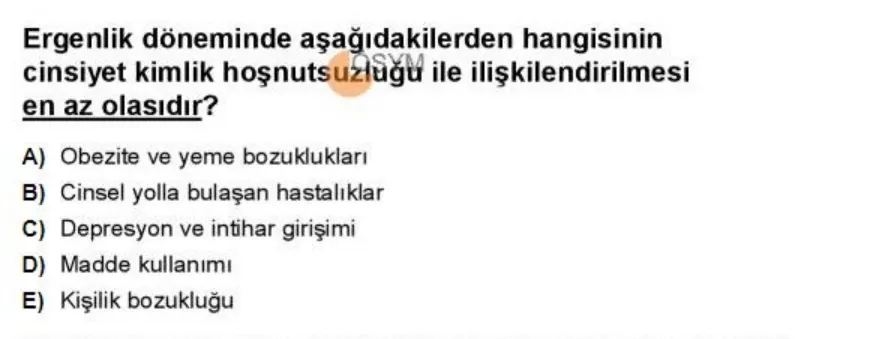 Ergenlik döneminde aşağıdakilerden hangisinin
ÖSYM
cinsiyet kimlik hoşnutsuzluğu ile ilişkilendirilmesi
en az olasıdır?
A) Obezite ve yeme bozuklukları
B) Cinsel yolla bulaşan hastalıklar
C) Depresyon ve intihar girişimi
D) Madde kullanımı
E) Kişilik bozukluğu